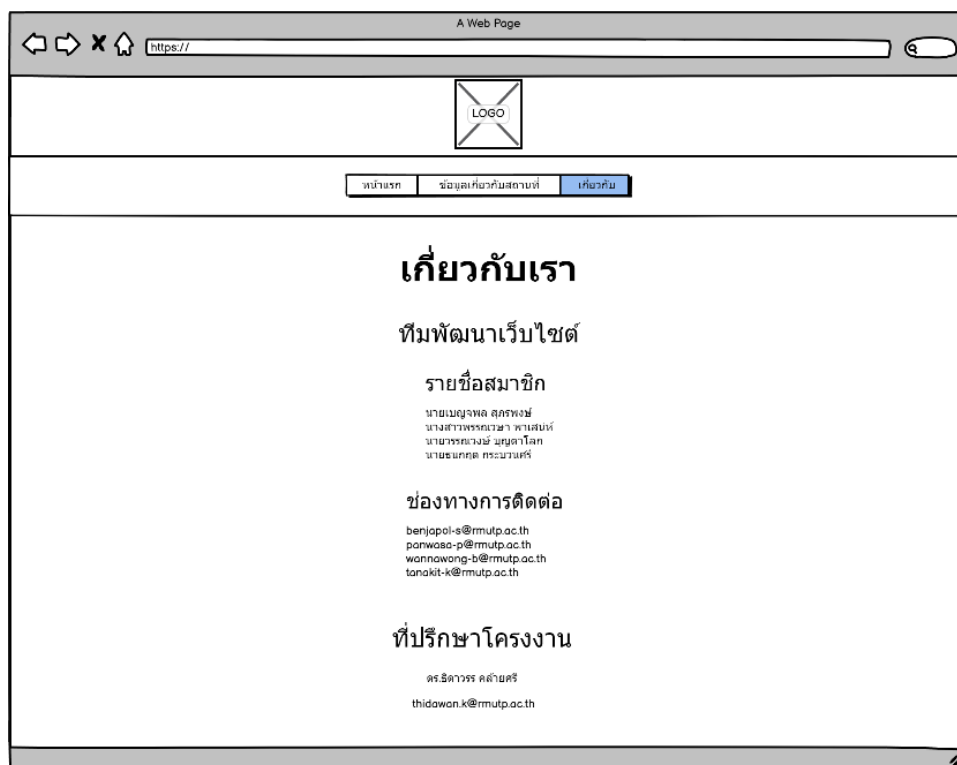 A Web Page
https://
LOGO
หน้าแรก
ข้อมูลเกี่ยวกับสถานที่
เกี่ยวกับ
เกี่ยวกับเรา
ทีมพัฒนาเว็บไซต์
รายชื่อสมาชิก
นายเบญจพล สุภรพงษ์
นางสาวพรรณวษา พาเสน่ห์
นายวรรณวงษ์ บุญดาโลก
นายธนกฤต กระบวนศรี
ช่องทางการติดต่อ
benjapol-s@rmutp.ac.th
panwasa-p@rmutp.ac.th
wannawong-b@rmutp.ac.th
tanakit-k@rmutp.ac.th
ที่ปรึกษาโครงงาน
ดร.ธิดาวรร คล้ายศรี
thidawan.k@rmutp.ac.th